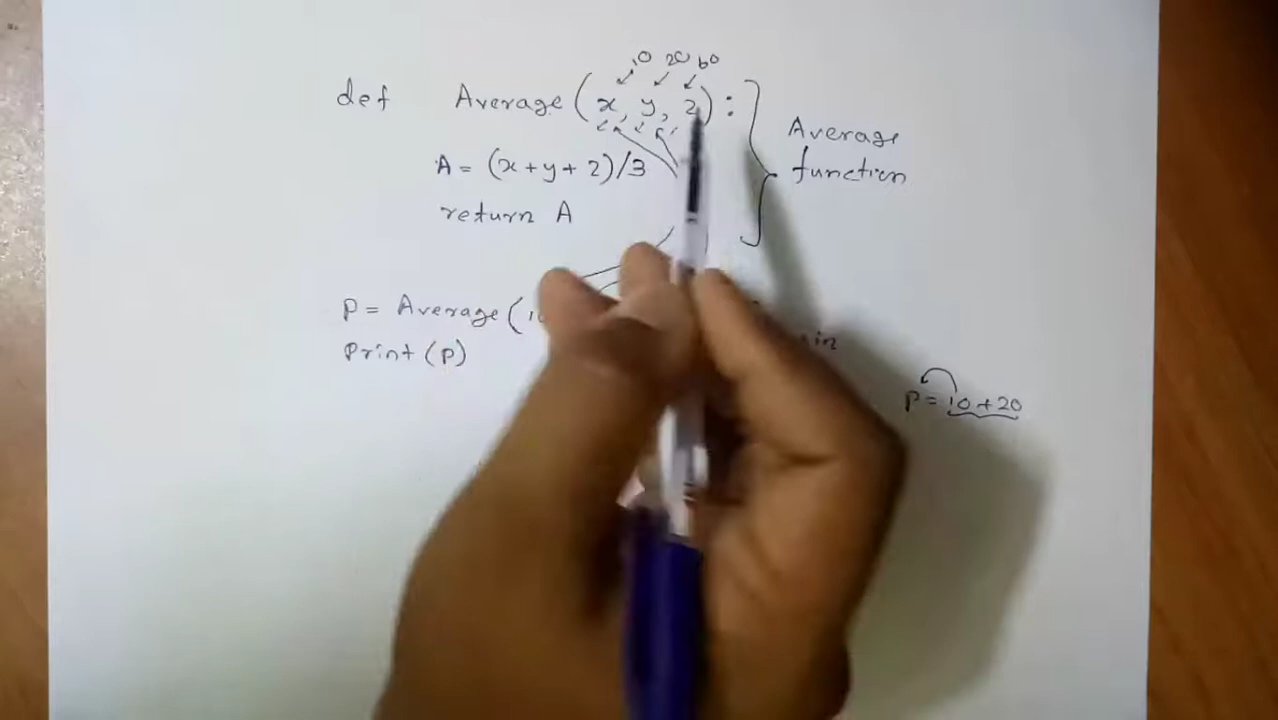 10 20 60
def Average (x, y, z):
A = (x+y+z)/3
return A
Average
function
P = Average (
Print (p)
P = 10+20